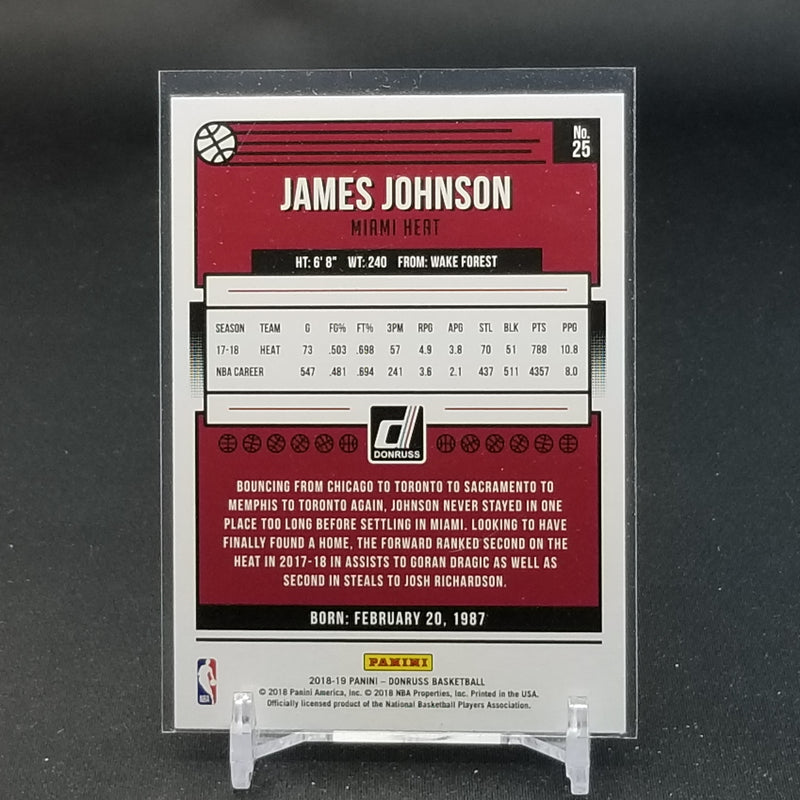 No.
25
JAMES JOHNSON
MIAMI HEAT
HT: 6' 8" WT: 240 FROM: WAKE FOREST
SEASON TEAM G FG% FT% 3PM RPG APG STL BLK PTS PPG
17-18 HEAT 73 .503 .698 57 4.9 3.8 70 51 788 10.8
NBA CAREER 547 .481 .694 241 3.6 2.1 437 511 4357 8.0
d
DONRUSS
BOUNCING FROM CHICAGO TO TORONTO TO SACRAMENTO TO
MEMPHIS TO TORONTO AGAIN, JOHNSON NEVER STAYED IN ONE
PLACE TOO LONG BEFORE SETTLING IN MIAMI. LOOKING TO HAVE
FINALLY FOUND A HOME, THE FORWARD RANKED SECOND ON THE
HEAT IN 2017-18 IN ASSISTS TO GORAN DRAGIC AS WELL AS
SECOND IN STEALS TO JOSH RICHARDSON.
BORN: FEBRUARY 20, 1987
PANINI
2018-19 PANINI – DONRUSS BASKETBALL
© 2018 Panini America, Inc. © 2018 NBA Properties, Inc. Printed in the USA.
Officially licensed product of the National Basketball Players Association.
NBA